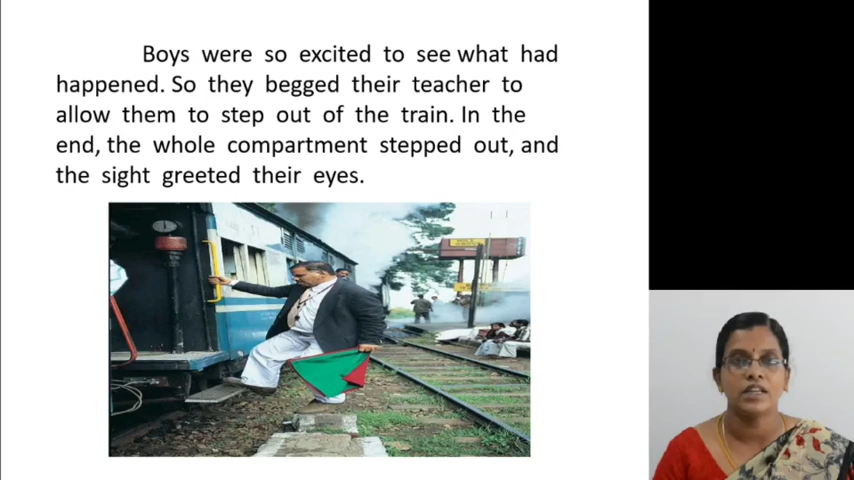 Boys were so excited to see what had
happened. So they begged their teacher to
allow them to step out of the train. In the
end, the whole compartment stepped out, and
the sight greeted their eyes.